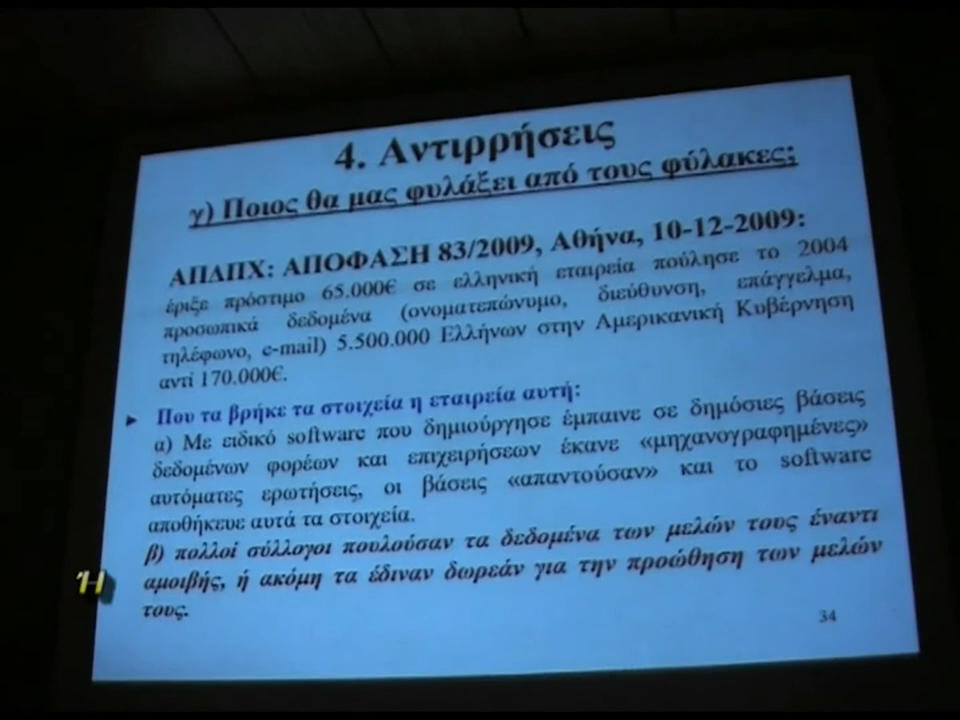 4. Αντιρρήσεις
γ) Ποιος θα μας φυλάξει από τους φύλακες;
ΑΠΔΠΧ: ΑΠΟΦΑΣΗ 83/2009, Αθήνα, 10-12-2009:
έριξε πρόστιμο 65.000€ σε ελληνική εταιρεία πούλησε το 2004
προσωπικά δεδομένα (ονοματεπώνυμο, διεύθυνση, επάγγελμα,
τηλέφωνο, e-mail) 5.500.000 Ελλήνων στην Αμερικανική Κυβέρνηση
αντί 170.000€.
► Που τα βρήκε τα στοιχεία η εταιρεία αυτή:
α) Με ειδικό software που δημιούργησε έμπαινε σε δημόσιες βάσεις
δεδομένων φορέων και επιχειρήσεων έκανε «μηχανογραφημένες»
αυτόματες ερωτήσεις, οι βάσεις «απαντούσαν» και το software
αποθήκευε αυτά τα στοιχεία.
β) πολλοί σύλλογοι πουλούσαν τα δεδομένα των μελών τους έναντι
αμοιβής, ή ακόμη τα έδιναν δωρεάν για την προώθηση των μελών
τους.
Ή
34